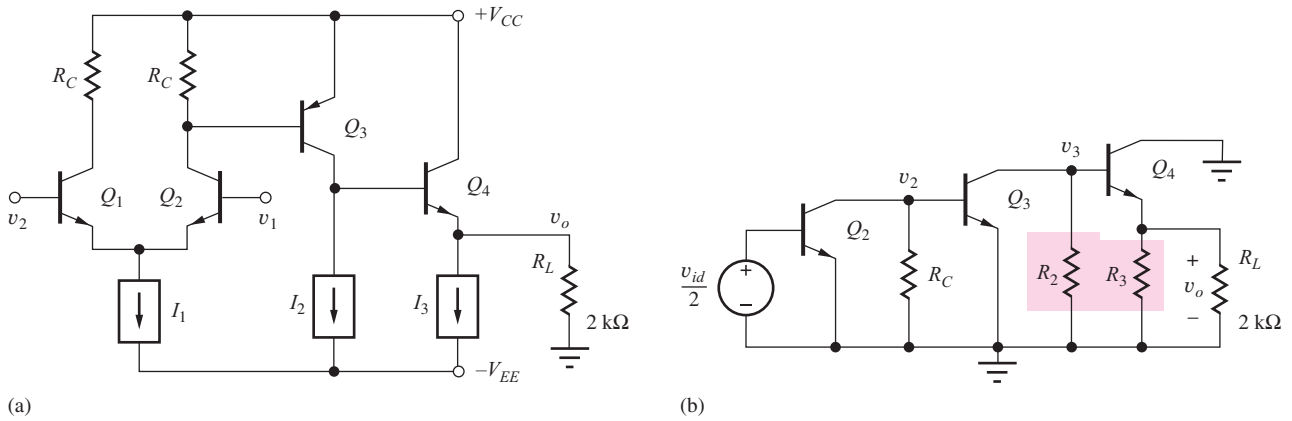 +V_CC
R_C
R_C
Q_3
Q_1
Q_2
Q_4
v_2
v_1
v_o
R_L
I_1
I_2
I_3
2 kΩ
−V_EE
(a)
v_3
Q_4
v_2
Q_3
Q_2
v_id/2
+
−
R_C
R_2
R_3
+
v_o
−
R_L
2 kΩ
(b)